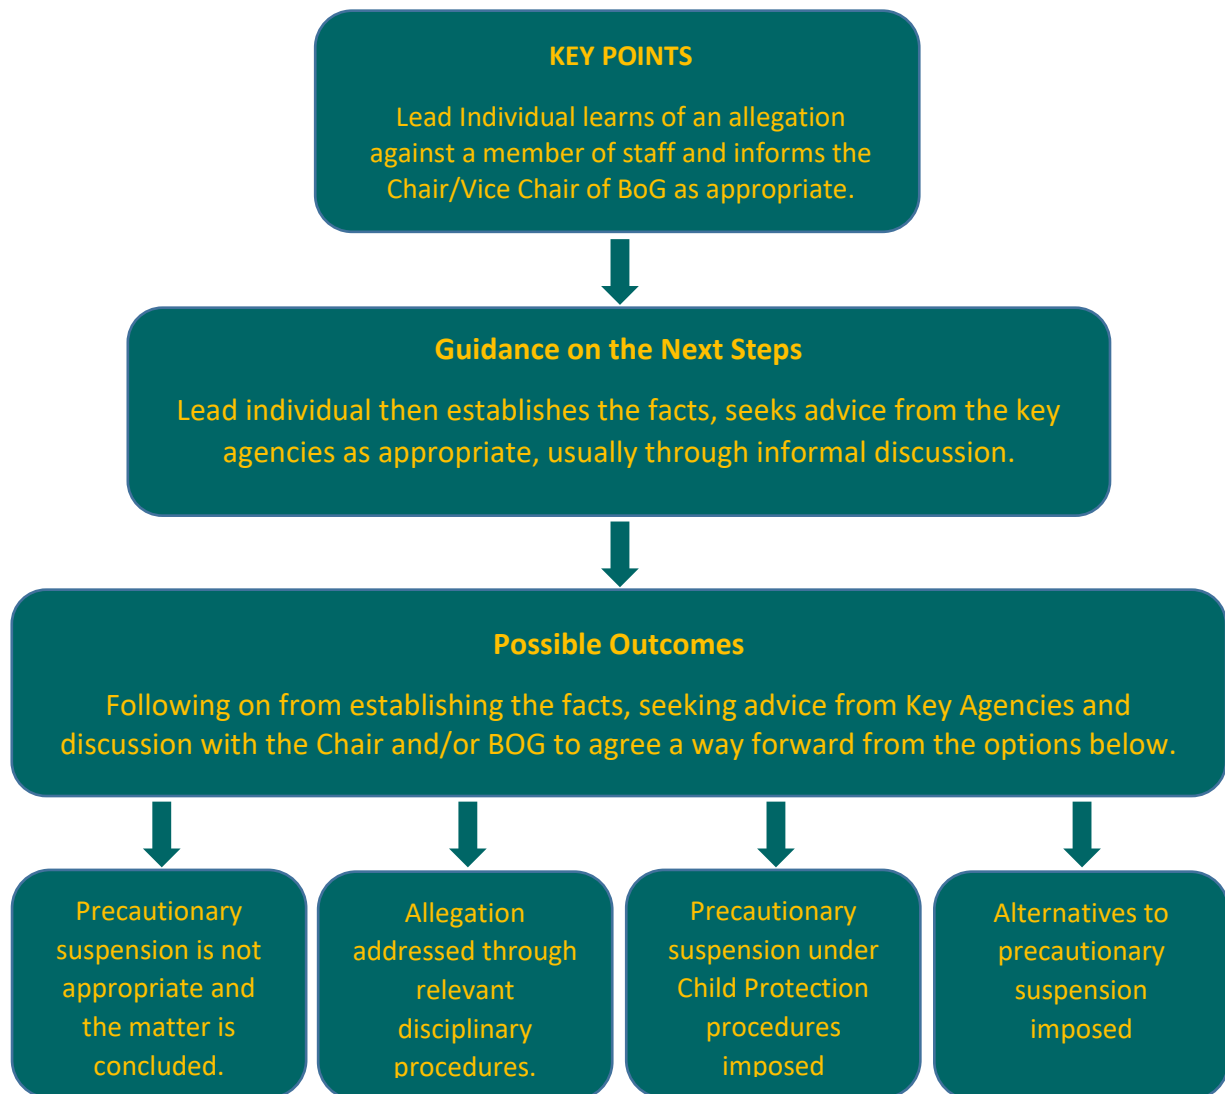 KEY POINTS
Lead Individual learns of an allegation
against a member of staff and informs the
Chair/Vice Chair of BoG as appropriate.
Guidance on the Next Steps
Lead individual then establishes the facts, seeks advice from the key
agencies as appropriate, usually through informal discussion.
Possible Outcomes
Following on from establishing the facts, seeking advice from Key Agencies and
discussion with the Chair and/or BOG to agree a way forward from the options below.
Precautionary
suspension is not
appropriate and
the matter is
concluded.
Allegation
addressed through
relevant
disciplinary
procedures.
Precautionary
suspension under
Child Protection
procedures
imposed
Alternatives to
precautionary
suspension
imposed